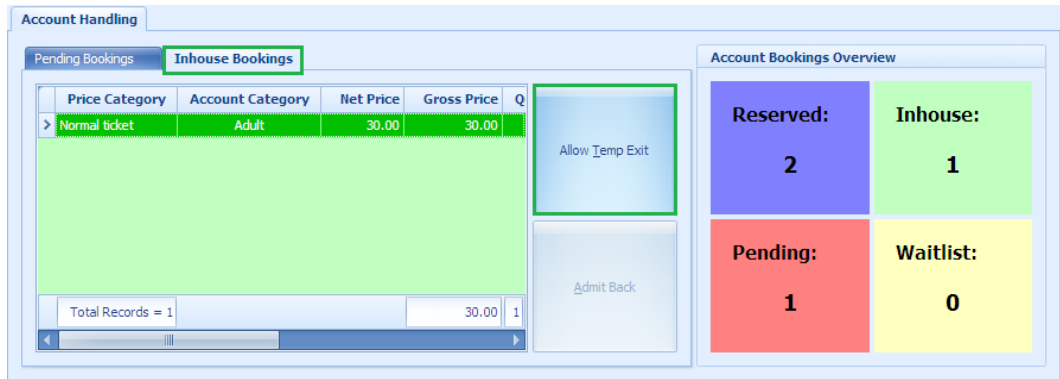 Account Handling
Pending Bookings Inhouse Bookings
Price Category Account Category Net Price Gross Price Q
Normal ticket Adult 30.00 30.00
Total Records = 1 30.00 1
Allow Temp Exit
Admit Back
Account Bookings Overview
Reserved: Inhouse:
2 1
Pending: Waitlist:
1 0